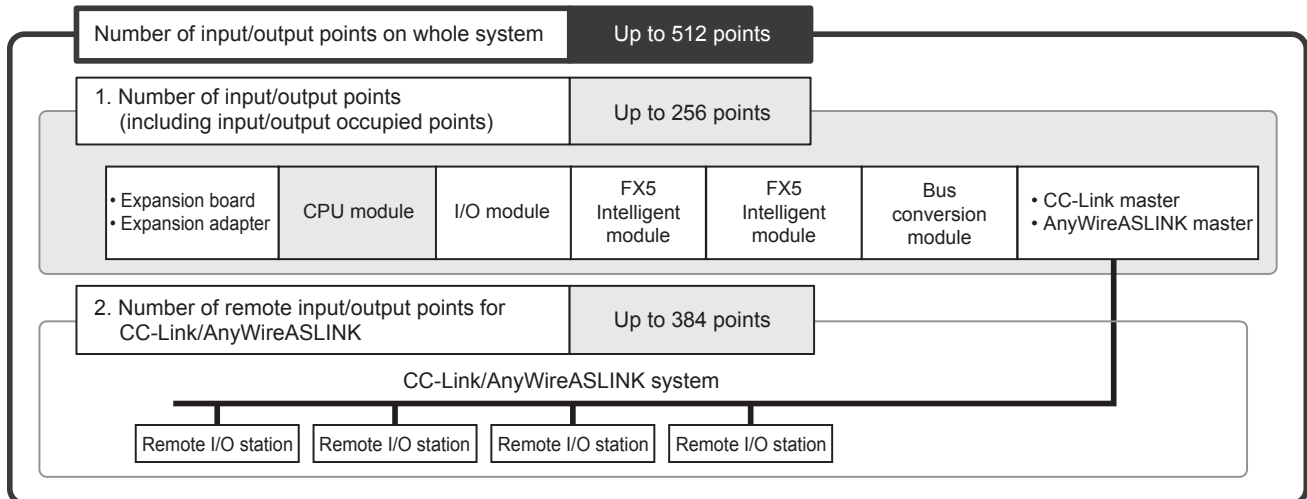 Number of input/output points on whole system
Up to 512 points
1. Number of input/output points
(including input/output occupied points)
Up to 256 points
• Expansion board
• Expansion adapter
CPU module
I/O module
FX5
Intelligent
module
FX5
Intelligent
module
Bus
conversion
module
• CC-Link master
• AnyWireASLINK master
2. Number of remote input/output points for
CC-Link/AnyWireASLINK
Up to 384 points
CC-Link/AnyWireASLINK system
Remote I/O station
Remote I/O station
Remote I/O station
Remote I/O station